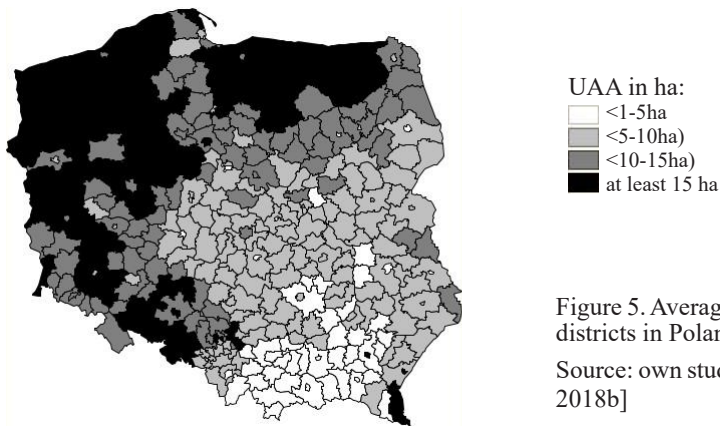 UAA in ha:
<1-5ha
<5-10ha)
<10-15ha)
at least 15 ha
Figure 5. Averag
districts in Polan
Source: own stud
2018b]